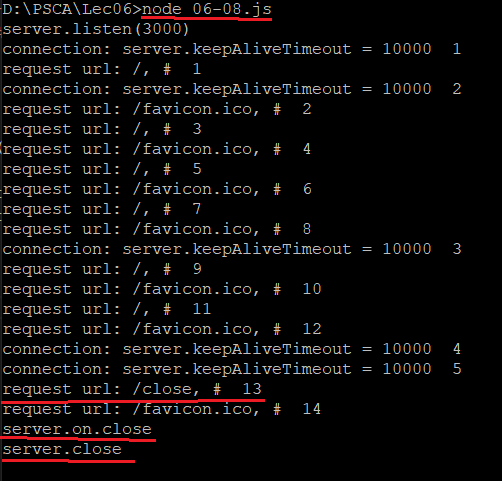 D:\PSCA\Lec06>node 06-08.js
server.listen(3000)
connection: server.keepAliveTimeout = 10000  1
request url: /, #  1
connection: server.keepAliveTimeout = 10000  2
request url: /favicon.ico, #  2
request url: /, #  3
request url: /favicon.ico, #  4
request url: /, #  5
request url: /favicon.ico, #  6
request url: /, #  7
request url: /favicon.ico, #  8
connection: server.keepAliveTimeout = 10000  3
request url: /, #  9
request url: /favicon.ico, #  10
request url: /, #  11
request url: /favicon.ico, #  12
connection: server.keepAliveTimeout = 10000  4
connection: server.keepAliveTimeout = 10000  5
request url: /close, #  13
request url: /favicon.ico, #  14
server.on.close
server.close